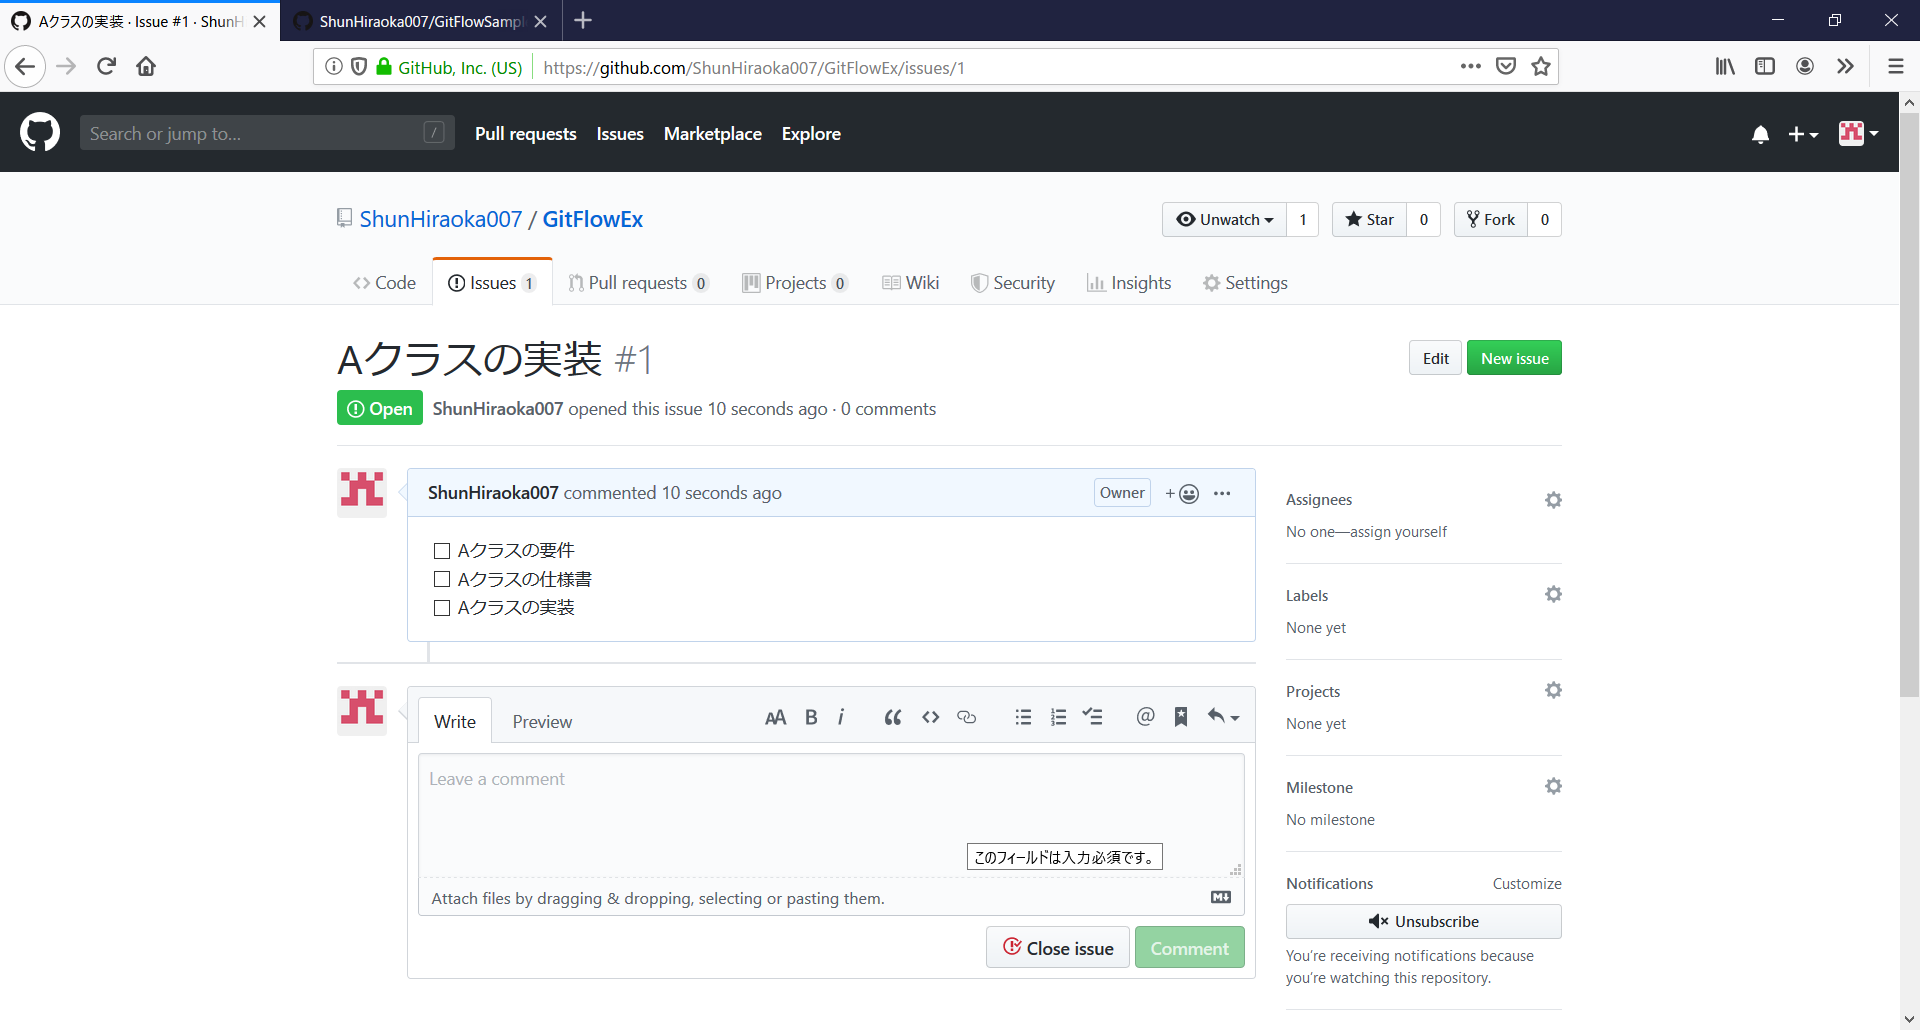 Aクラスの実装 · Issue #1 · ShunH
ShunHiraoka007/GitFlowSampl
GitHub, Inc. (US) https://github.com/ShunHiraoka007/GitFlowEx/issues/1
Search or jump to... / Pull requests Issues Marketplace Explore
ShunHiraoka007 / GitFlowEx
Unwatch 1 Star 0 Fork 0
Code Issues 1 Pull requests 0 Projects 0 Wiki Security Insights Settings
Aクラスの実装 #1
Edit New issue
Open ShunHiraoka007 opened this issue 10 seconds ago · 0 comments
ShunHiraoka007 commented 10 seconds ago
Owner
Aクラスの要件
Aクラスの仕様書
Aクラスの実装
Write Preview
AA B i
Leave a comment
このフィールドは入力必須です。
Attach files by dragging & dropping, selecting or pasting them.
Close issue Comment
Assignees
No one—assign yourself
Labels
None yet
Projects
None yet
Milestone
No milestone
Notifications Customize
Unsubscribe
You’re receiving notifications because
you’re watching this repository.